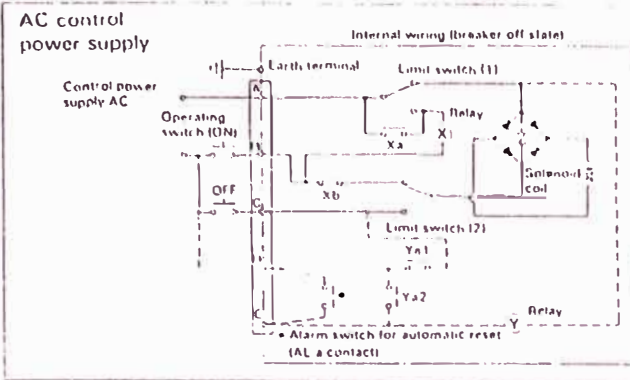 AC control
power supply
Internal wiring (breaker off state)
Earth terminal
Limit switch (1)
Control power
supply AC
A
Operating
switch (ON)
Relay
Xa
X1
Solenoid
coil
OFF
Xb
C
Limit switch (2)
Ya1
Ya2
Relay
Y
• Alarm switch for automatic reset
(AL a contact)